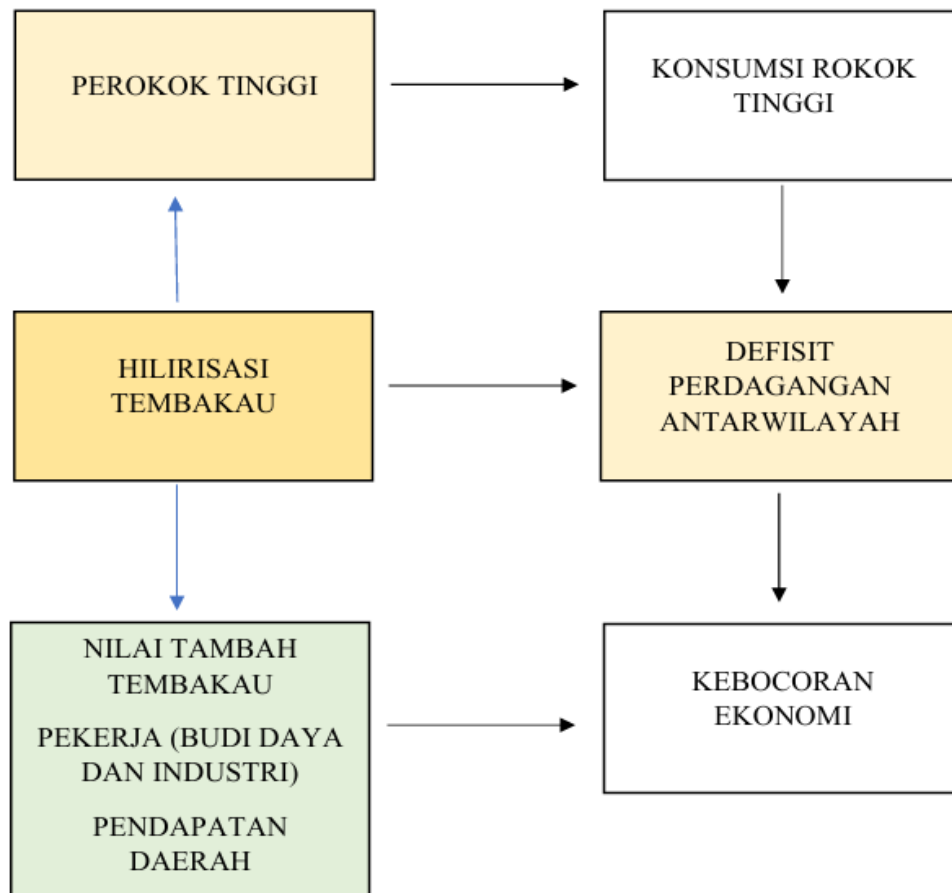 PEROKOK TINGGI
KONSUMSI ROKOK
TINGGI
HILIRISASI
TEMBAKAU
DEFISIT
PERDAGANGAN
ANTARWILAYAH
NILAI TAMBAH
TEMBAKAU
PEKERJA (BUDI DAYA
DAN INDUSTRI)
PENDAPATAN
DAERAH
KEBOCORAN
EKONOMI